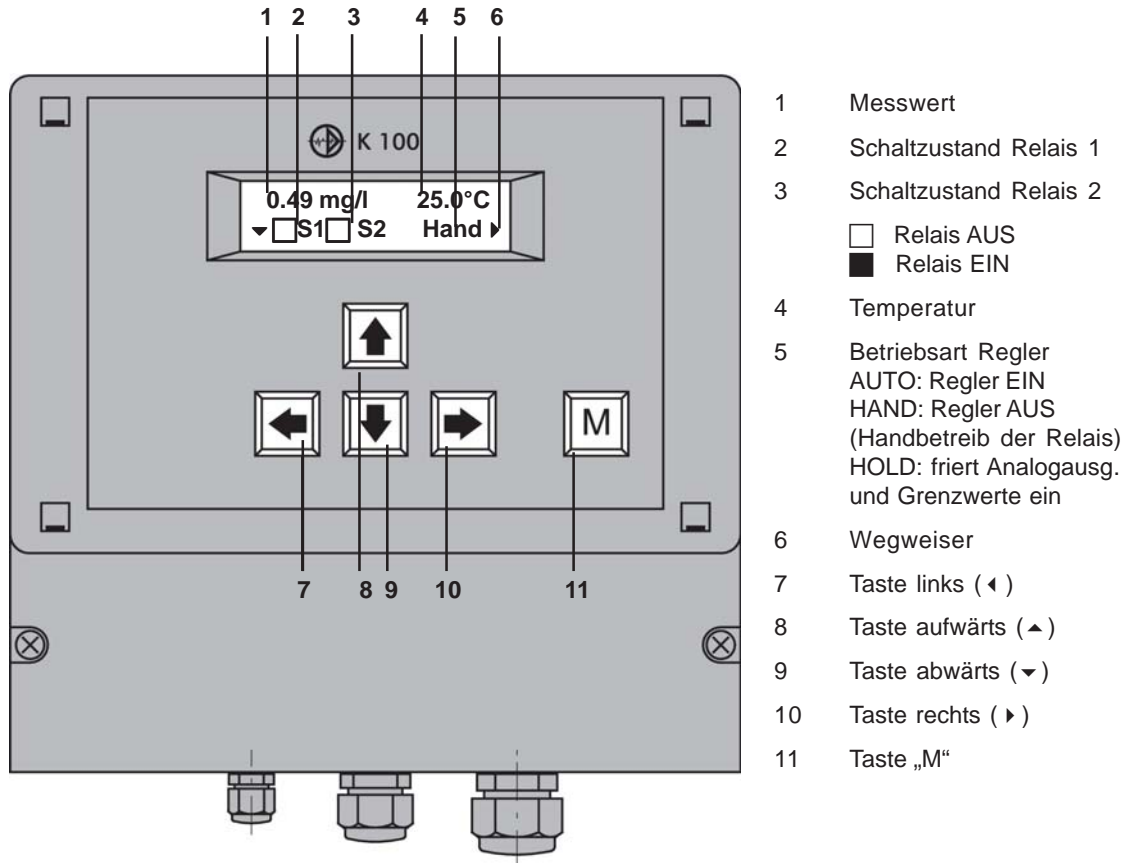 1 2 3 4 5 6
K 100
0.49 mg/l 25.0°C
▾ □S1□ S2 Hand ▸
M
7 8 9 10 11
1 Messwert
2 Schaltzustand Relais 1
3 Schaltzustand Relais 2
□ Relais AUS
■ Relais EIN
4 Temperatur
5 Betriebsart Regler
AUTO: Regler EIN
HAND: Regler AUS
(Handbetreib der Relais)
HOLD: friert Analogausg.
und Grenzwerte ein
6 Wegweiser
7 Taste links (◂)
8 Taste aufwärts (▴)
9 Taste abwärts (▾)
10 Taste rechts (▸)
11 Taste „M“